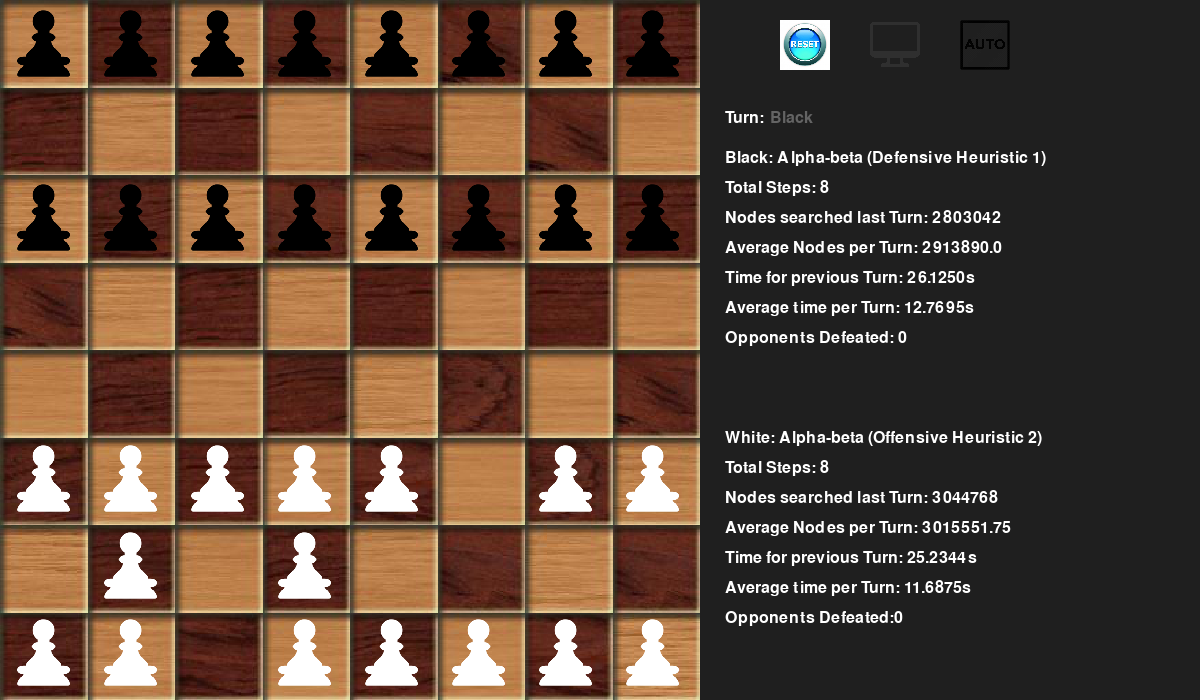 RESET
AUTO
Turn: Black
Black: Alpha-beta (Defensive Heuristic 1)
Total Steps: 8
Nodes searched last Turn: 2803042
Average Nodes per Turn: 2913890.0
Time for previous Turn: 26.1250s
Average time per Turn: 12.7695s
Opponents Defeated: 0
White: Alpha-beta (Offensive Heuristic 2)
Total Steps: 8
Nodes searched last Turn: 3044768
Average Nodes per Turn: 3015551.75
Time for previous Turn: 25.2344s
Average time per Turn: 11.6875s
Opponents Defeated:0